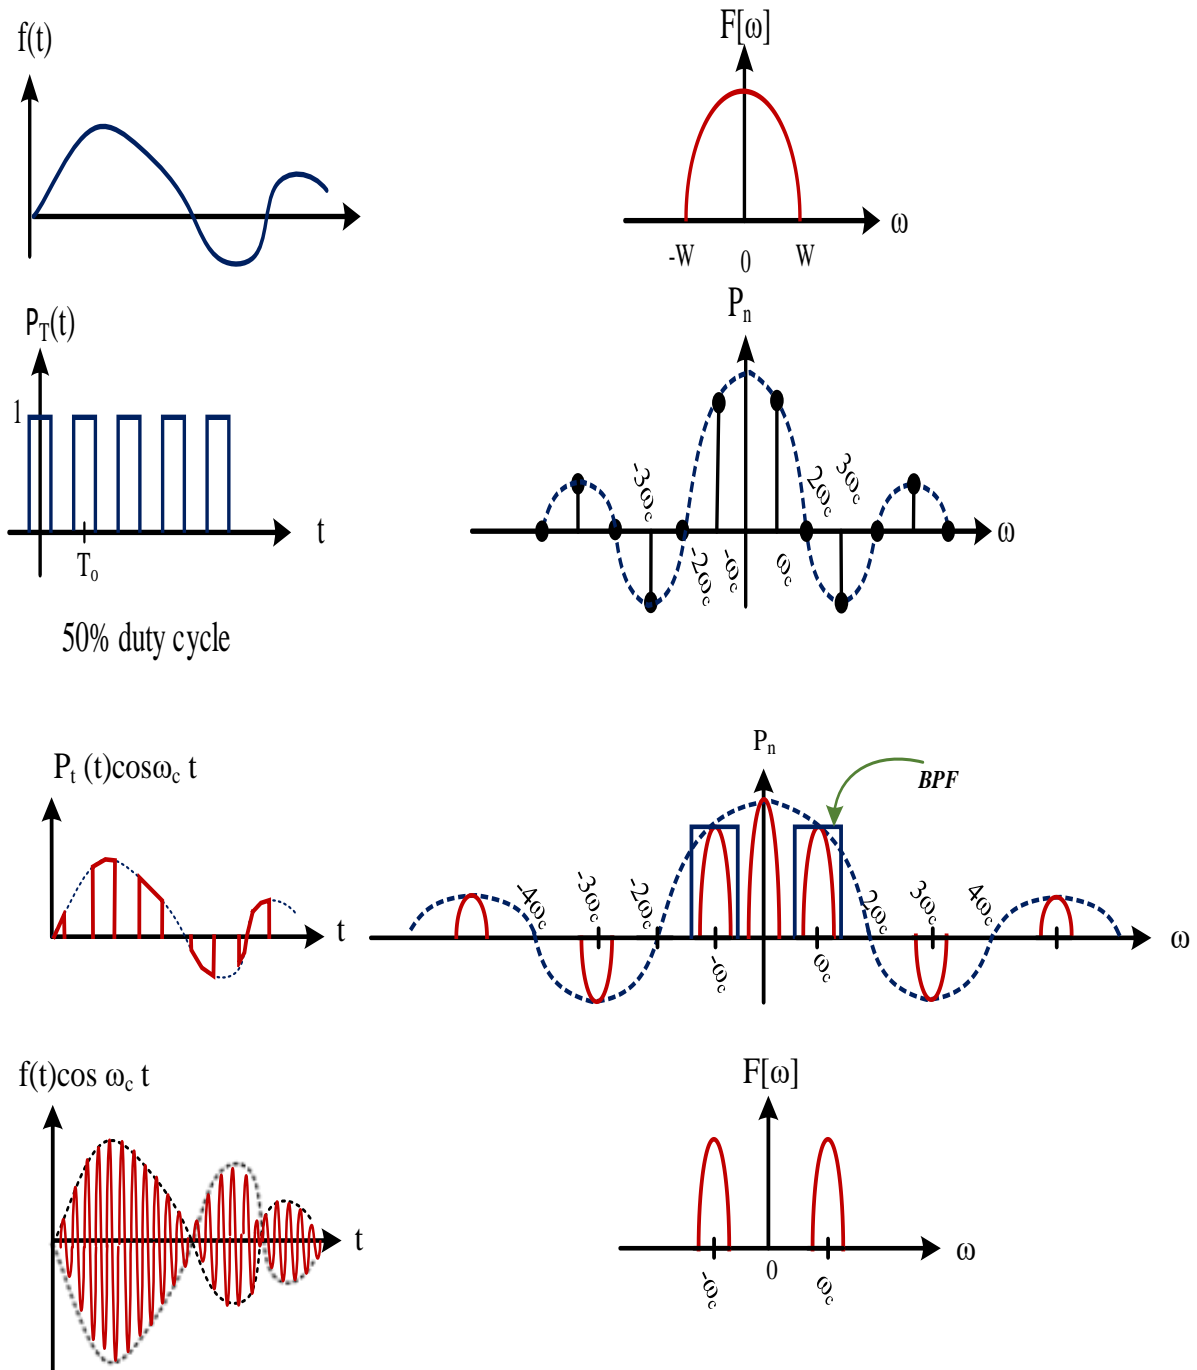 f(t)
F[ω]
ω
-W
0
W
P_T(t)
1
t
T_o
50% duty cycle
P_n
-3ω_c
-2ω_c
-ω_c
ω_c
2ω_c
3ω_c
ω
P_t (t)cosω_c t
t
P_n
BPF
-4ω_c
-3ω_c
-2ω_c
-ω_c
ω_c
2ω_c
3ω_c
4ω_c
ω
f(t)cos ω_c t
t
F[ω]
-ω_c
0
ω_c
ω